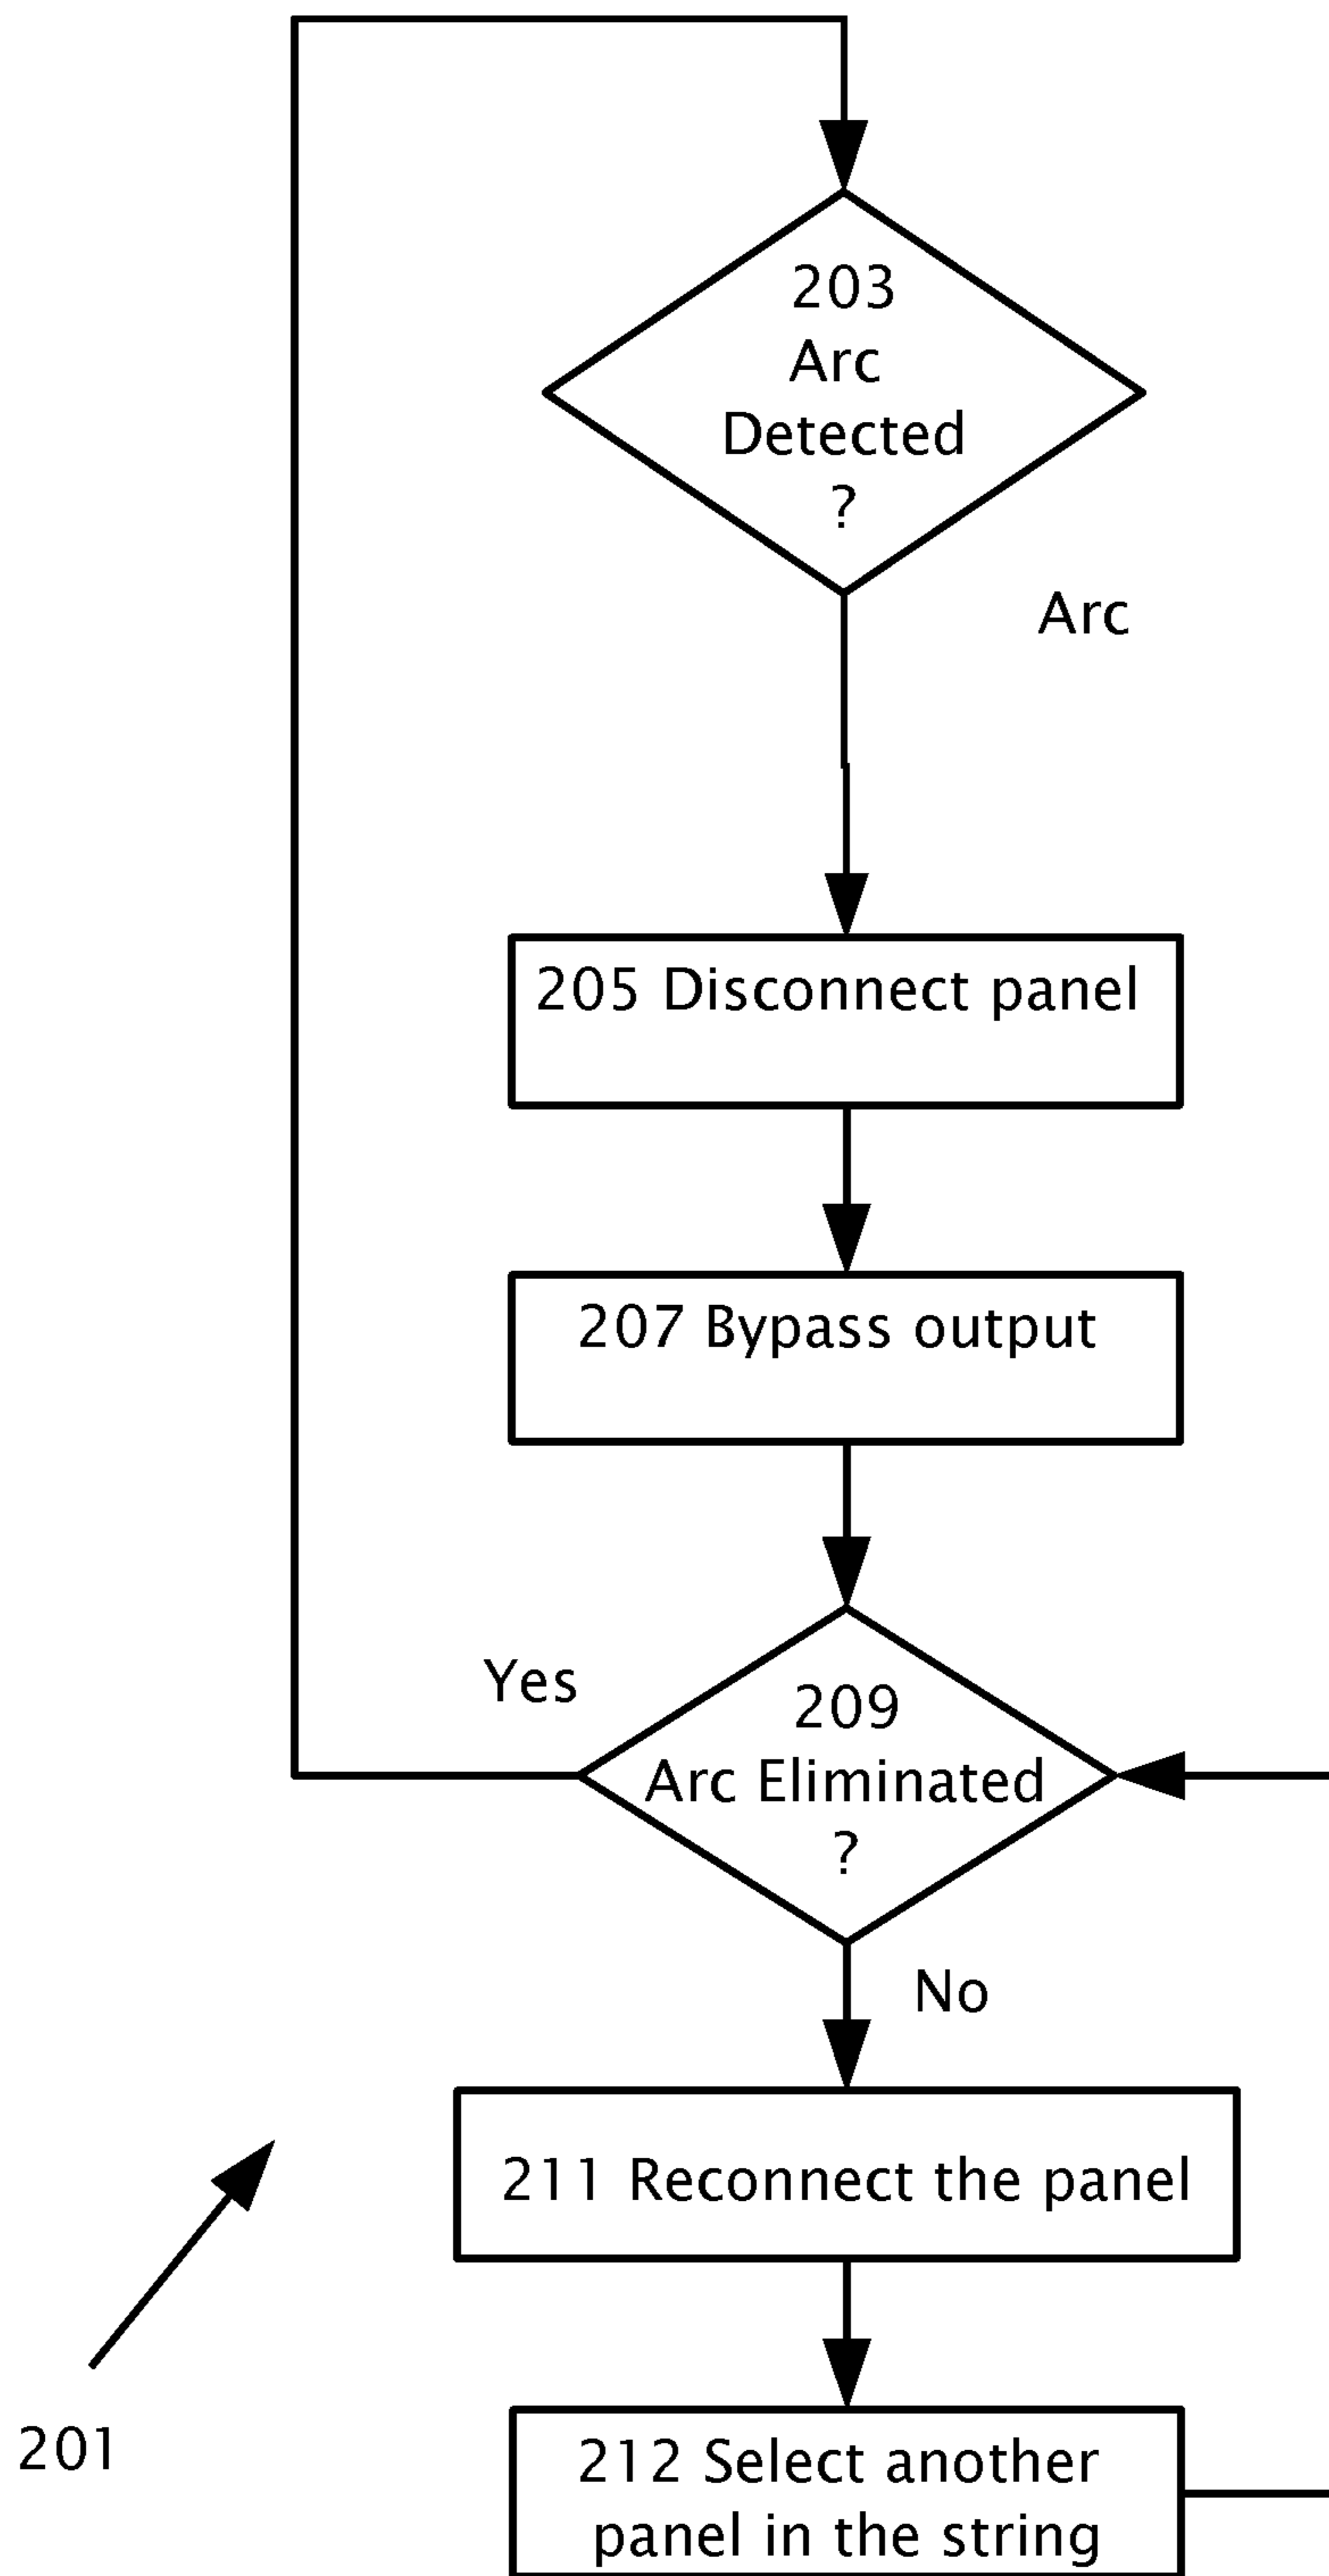 203
Arc
Detected
?
Arc
205 Disconnect panel
207 Bypass output
Yes
209
Arc Eliminated
?
No
211 Reconnect the panel
201
212 Select another
panel in the string